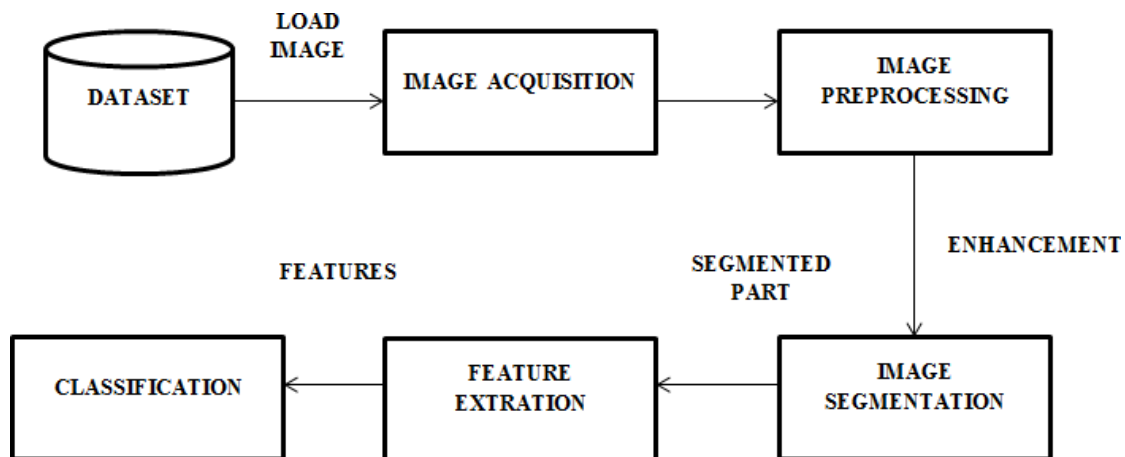 LOAD
IMAGE
DATASET
IMAGE ACQUISITION
IMAGE
PREPROCESSING
ENHANCEMENT
SEGMENTED
PART
FEATURES
CLASSIFICATION
FEATURE
EXTRATION
IMAGE
SEGMENTATION